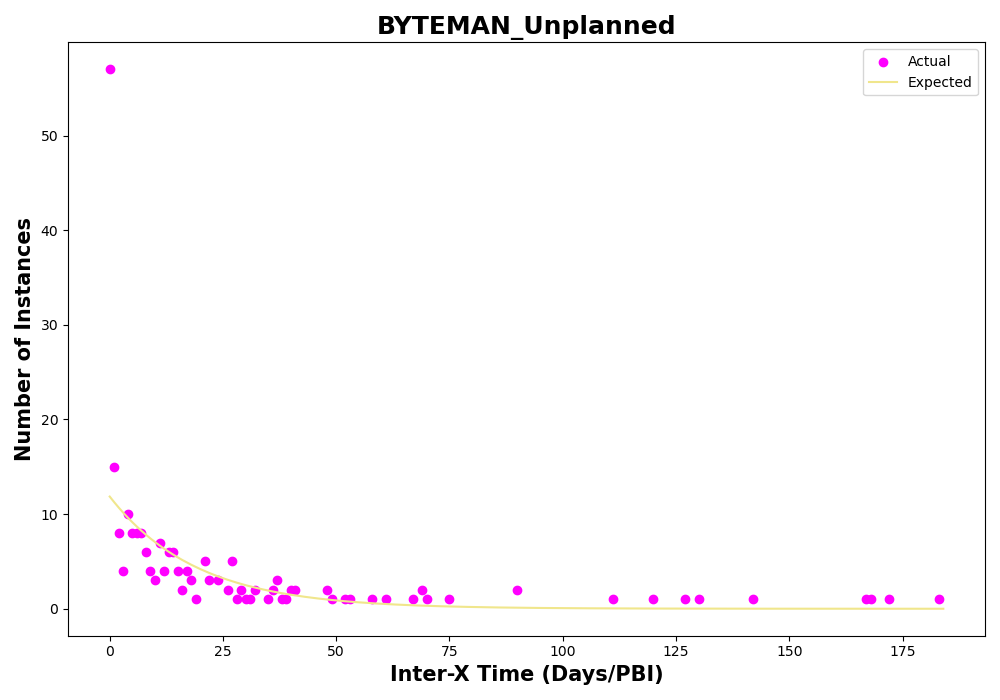 BYTEMAN_Unplanned
Actual
Expected
Number of Instances
50
40
30
20
10
0
0 25 50 75 100 125 150 175
Inter-X Time (Days/PBI)